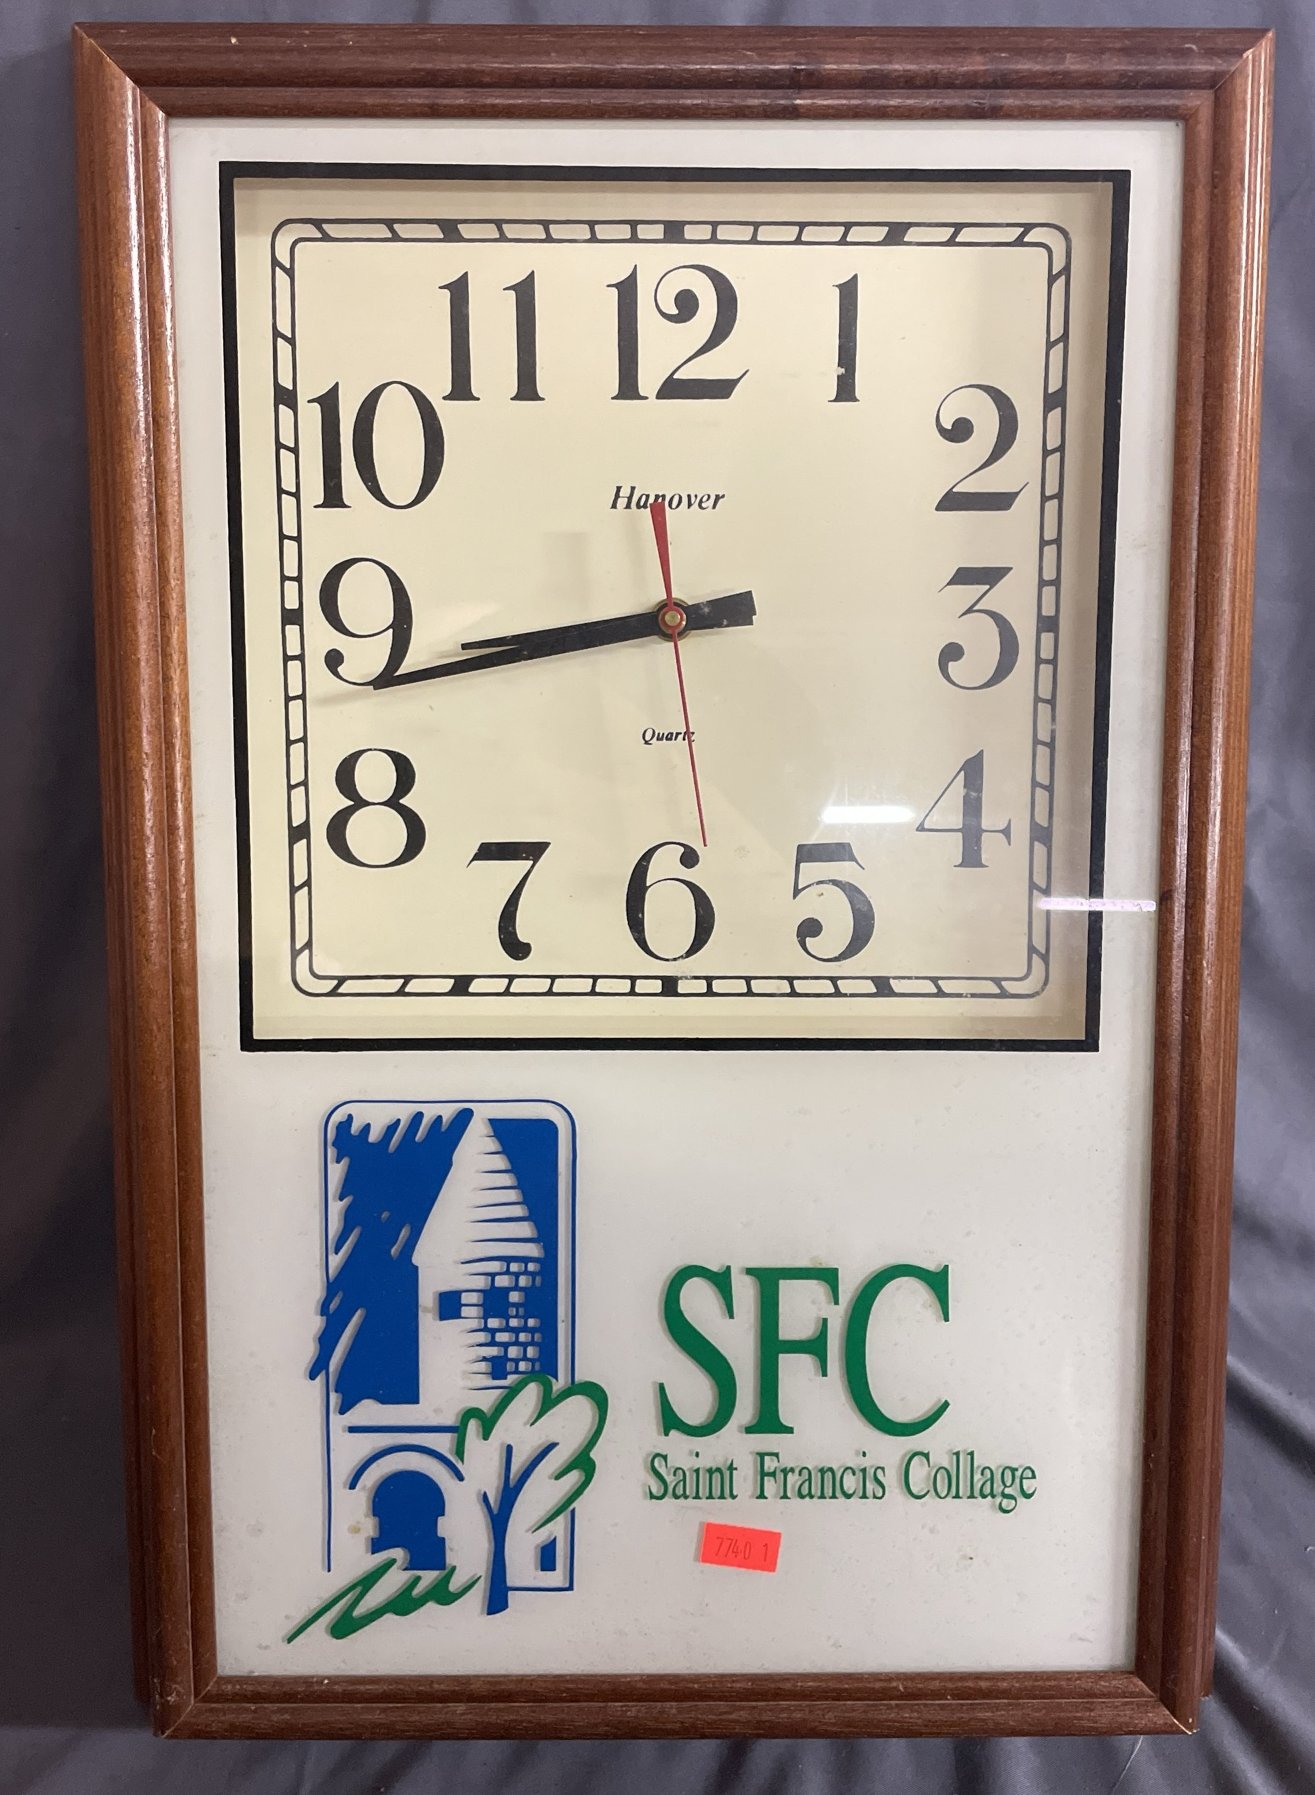 11 12 1
10 2
Hanover
9 3
Quartz
8 4
7 6 5
SFC
Saint Francis Collage
7740 1